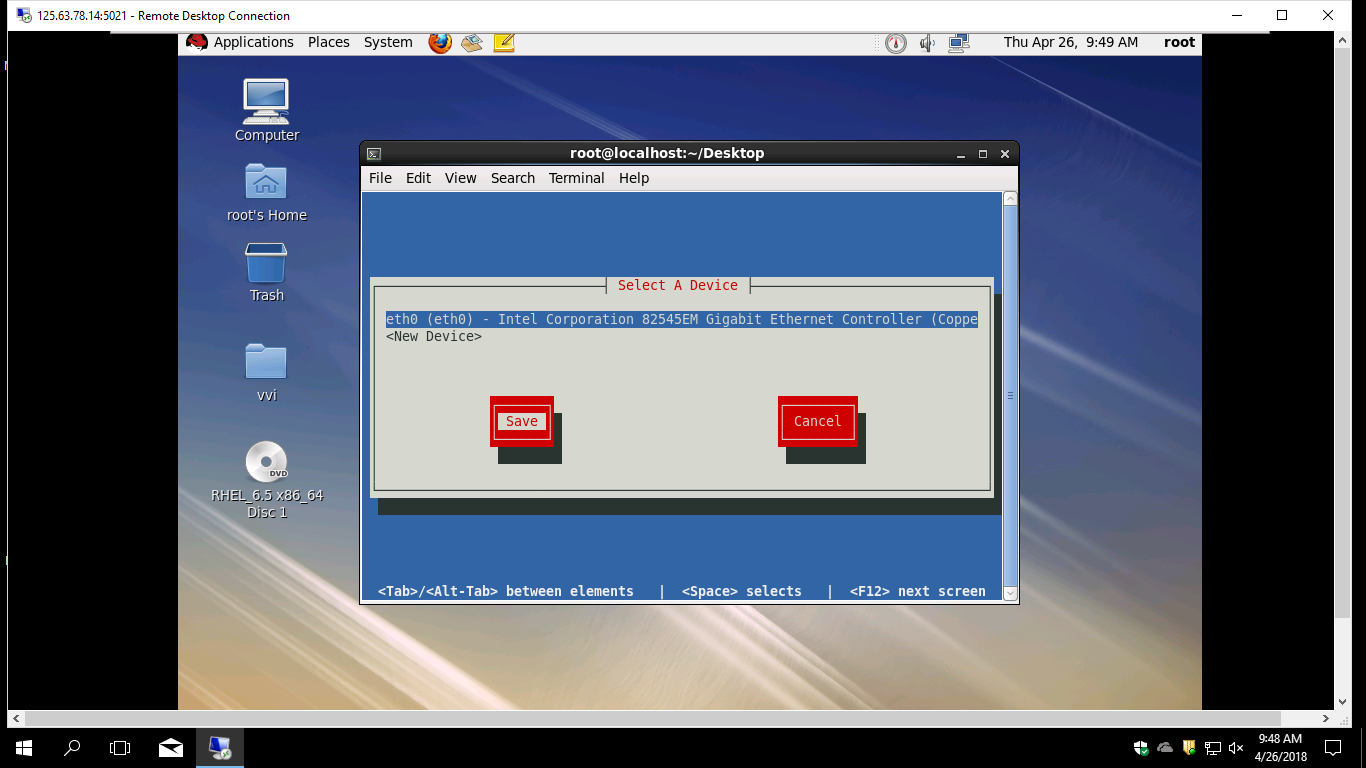 125.63.78.14:5021 - Remote Desktop Connection
Applications Places System Thu Apr 26, 9:49 AM root
Computer
root's Home
Trash
vvi
DVD
RHEL_6.5 x86_64
Disc 1
root@localhost:~/Desktop
File Edit View Search Terminal Help
Select A Device
eth0 (eth0) - Intel Corporation 82545EM Gigabit Ethernet Controller (Coppe
<New Device>
Save Cancel
<Tab>/<Alt-Tab> between elements | <Space> selects | <F12> next screen
9:48 AM
4/26/2018